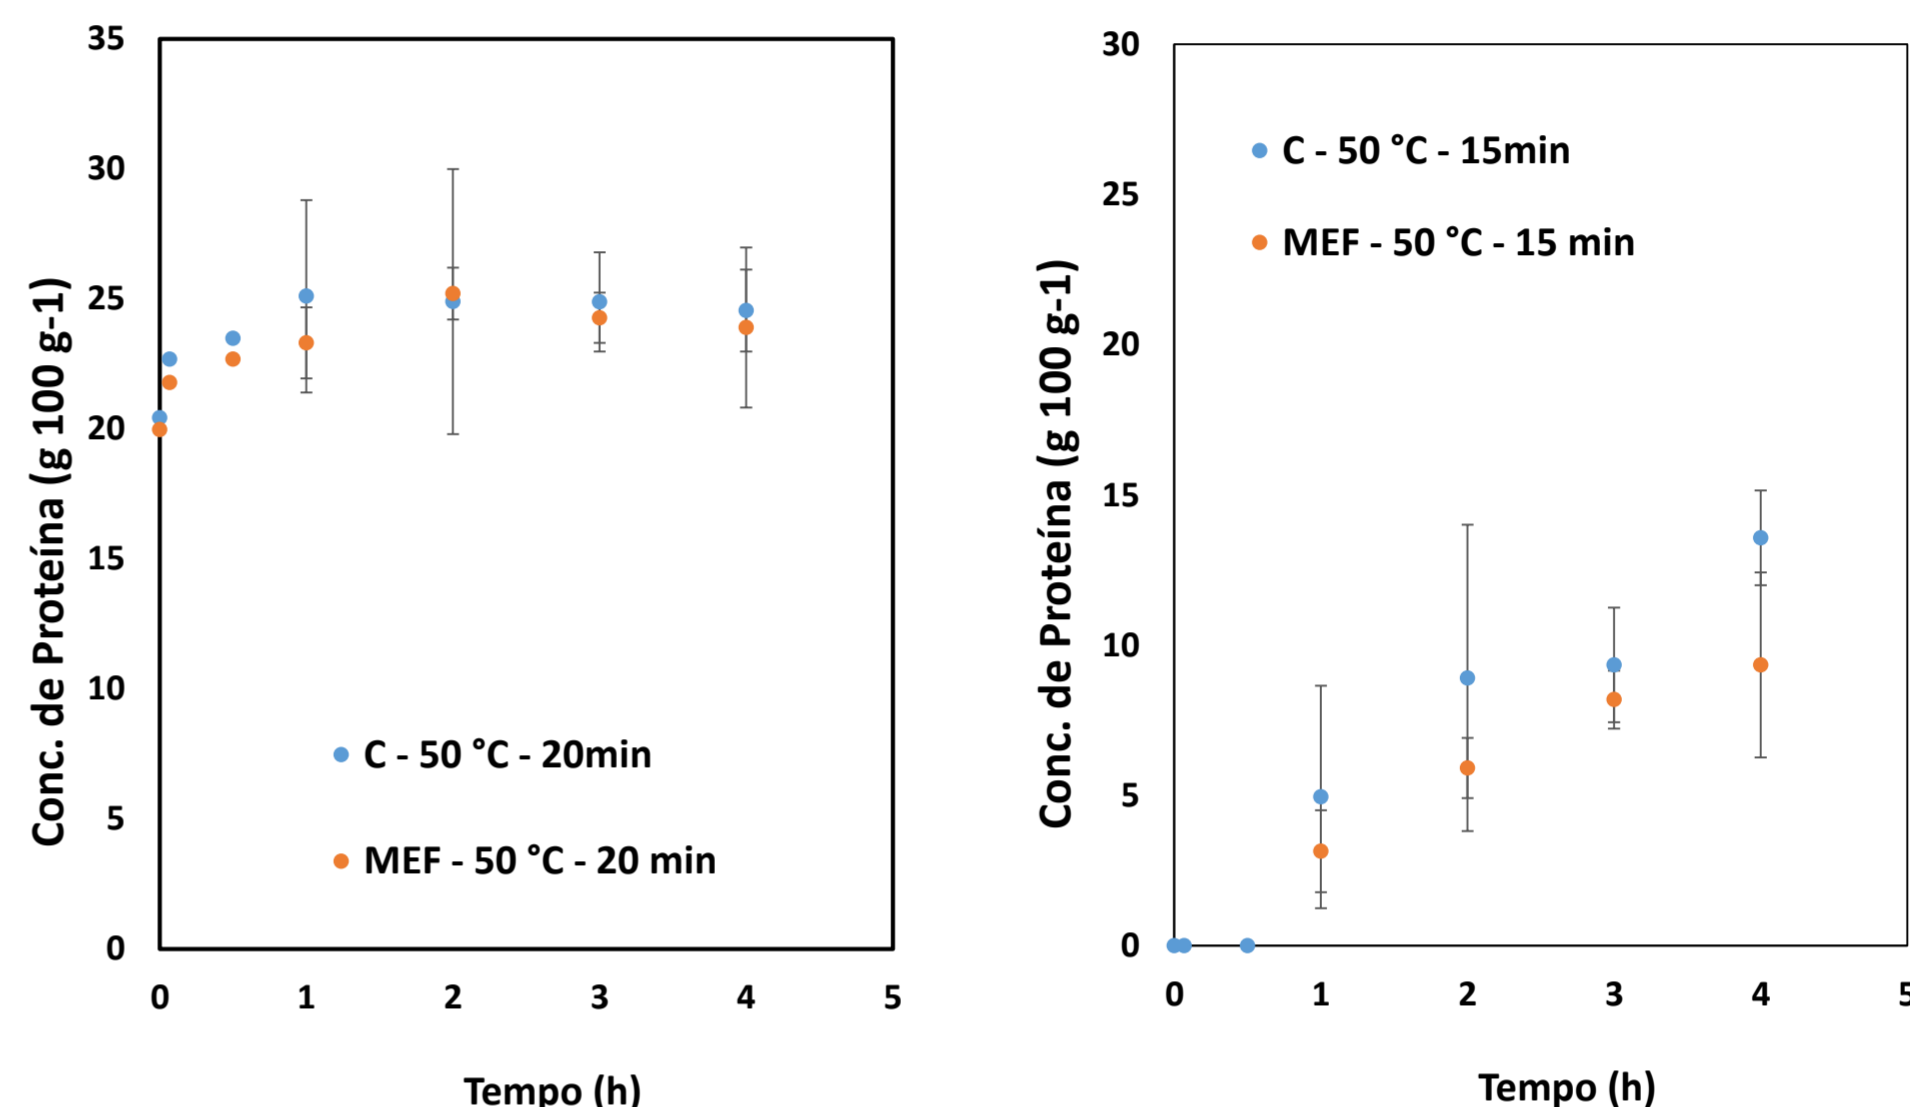 Conc. de Proteína (g 100 g-1)
35
30
25
20
15
10
5
0
C - 50 °C - 20min
MEF - 50 °C - 20 min
0 1 2 3 4 5
Tempo (h)
Conc. de Proteína (g 100 g-1)
30
25
20
15
10
5
0
C - 50 °C - 15min
MEF - 50 °C - 15 min
0 1 2 3 4 5
Tempo (h)